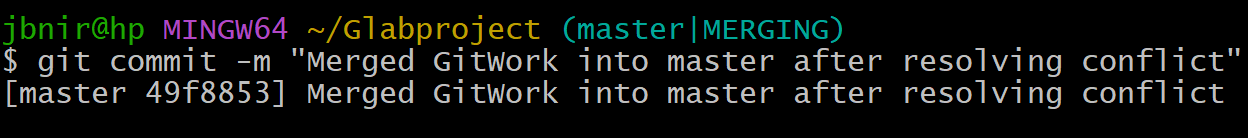 jbnir@hp MINGW64 ~/Glabproject (master|MERGING)
$ git commit -m "Merged GitWork into master after resolving conflict"
[master 49f8853] Merged GitWork into master after resolving conflict